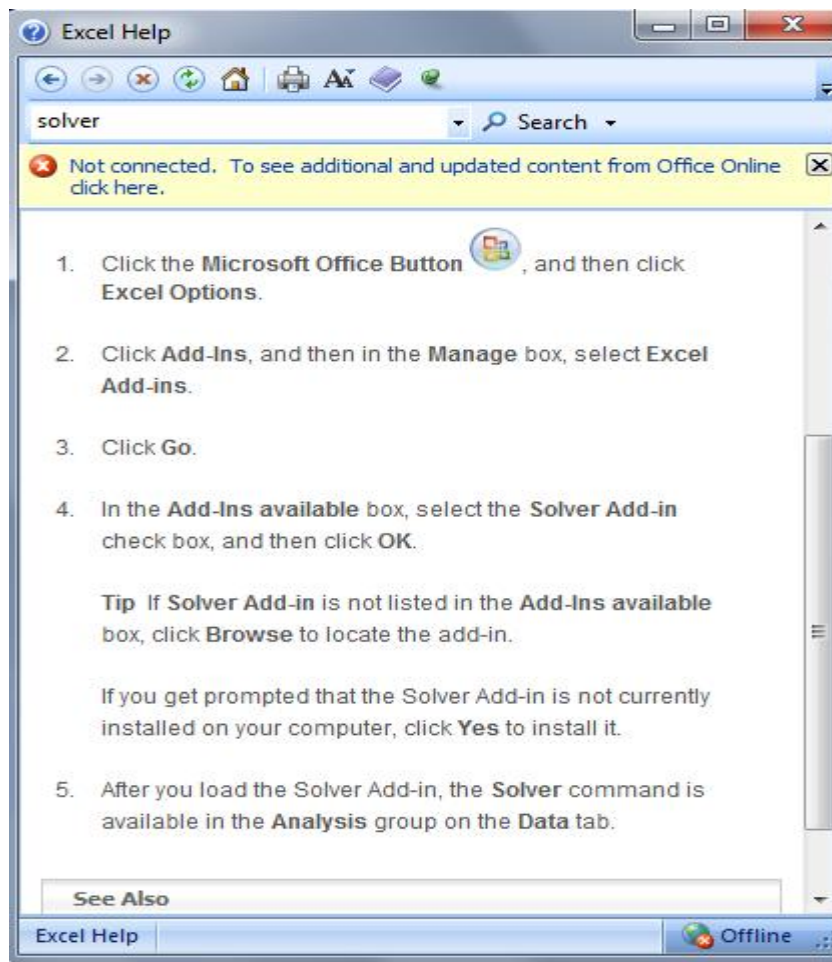 Excel Help
solver
Search
Not connected. To see additional and updated content from Office Online
click here.
1. Click the Microsoft Office Button , and then click
Excel Options.
2. Click Add-Ins, and then in the Manage box, select Excel
Add-ins.
3. Click Go.
4. In the Add-Ins available box, select the Solver Add-in
check box, and then click OK.
Tip If Solver Add-in is not listed in the Add-Ins available
box, click Browse to locate the add-in.
If you get prompted that the Solver Add-in is not currently
installed on your computer, click Yes to install it.
5. After you load the Solver Add-in, the Solver command is
available in the Analysis group on the Data tab.
See Also
Excel Help
Offline